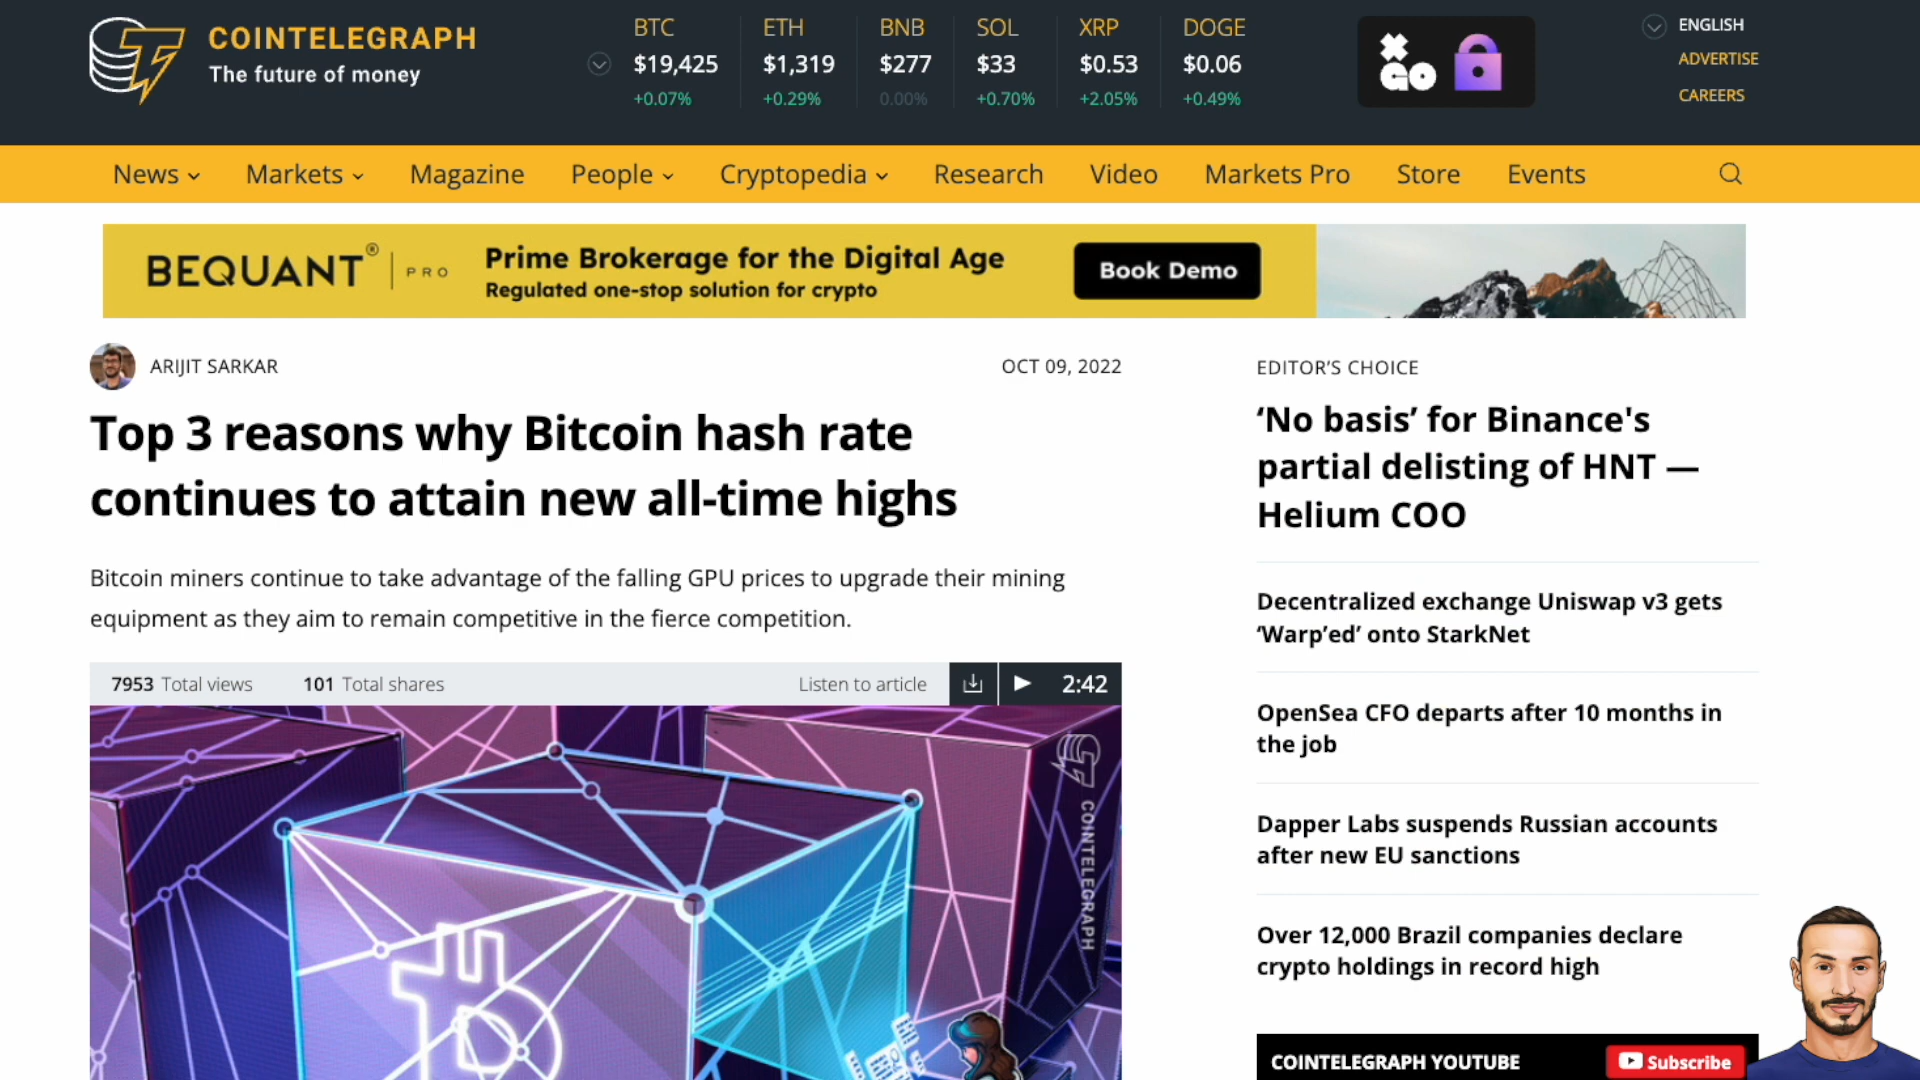 COINTELEGRAPH
The future of money
BTC
$19,425
+0.07%
ETH
$1,319
+0.29%
BNB
$277
0.00%
SOL
$33
+0.70%
XRP
$0.53
+2.05%
DOGE
$0.06
+0.49%
XGO
ENGLISH
ADVERTISE
CAREERS
News
Markets
Magazine
People
Cryptopedia
Research
Video
Markets Pro
Store
Events
BEQUANT® | PRO
Prime Brokerage for the Digital Age
Regulated one-stop solution for crypto
Book Demo
ARIJIT SARKAR
OCT 09, 2022
Top 3 reasons why Bitcoin hash rate
continues to attain new all-time highs
Bitcoin miners continue to take advantage of the falling GPU prices to upgrade their mining
equipment as they aim to remain competitive in the fierce competition.
7953 Total views
101 Total shares
Listen to article
2:42
COINTELEGRAPH
EDITOR’S CHOICE
‘No basis’ for Binance's
partial delisting of HNT —
Helium COO
Decentralized exchange Uniswap v3 gets
‘Warp’ed’ onto StarkNet
OpenSea CFO departs after 10 months in
the job
Dapper Labs suspends Russian accounts
after new EU sanctions
Over 12,000 Brazil companies declare
crypto holdings in record high
COINTELEGRAPH YOUTUBE
Subscribe